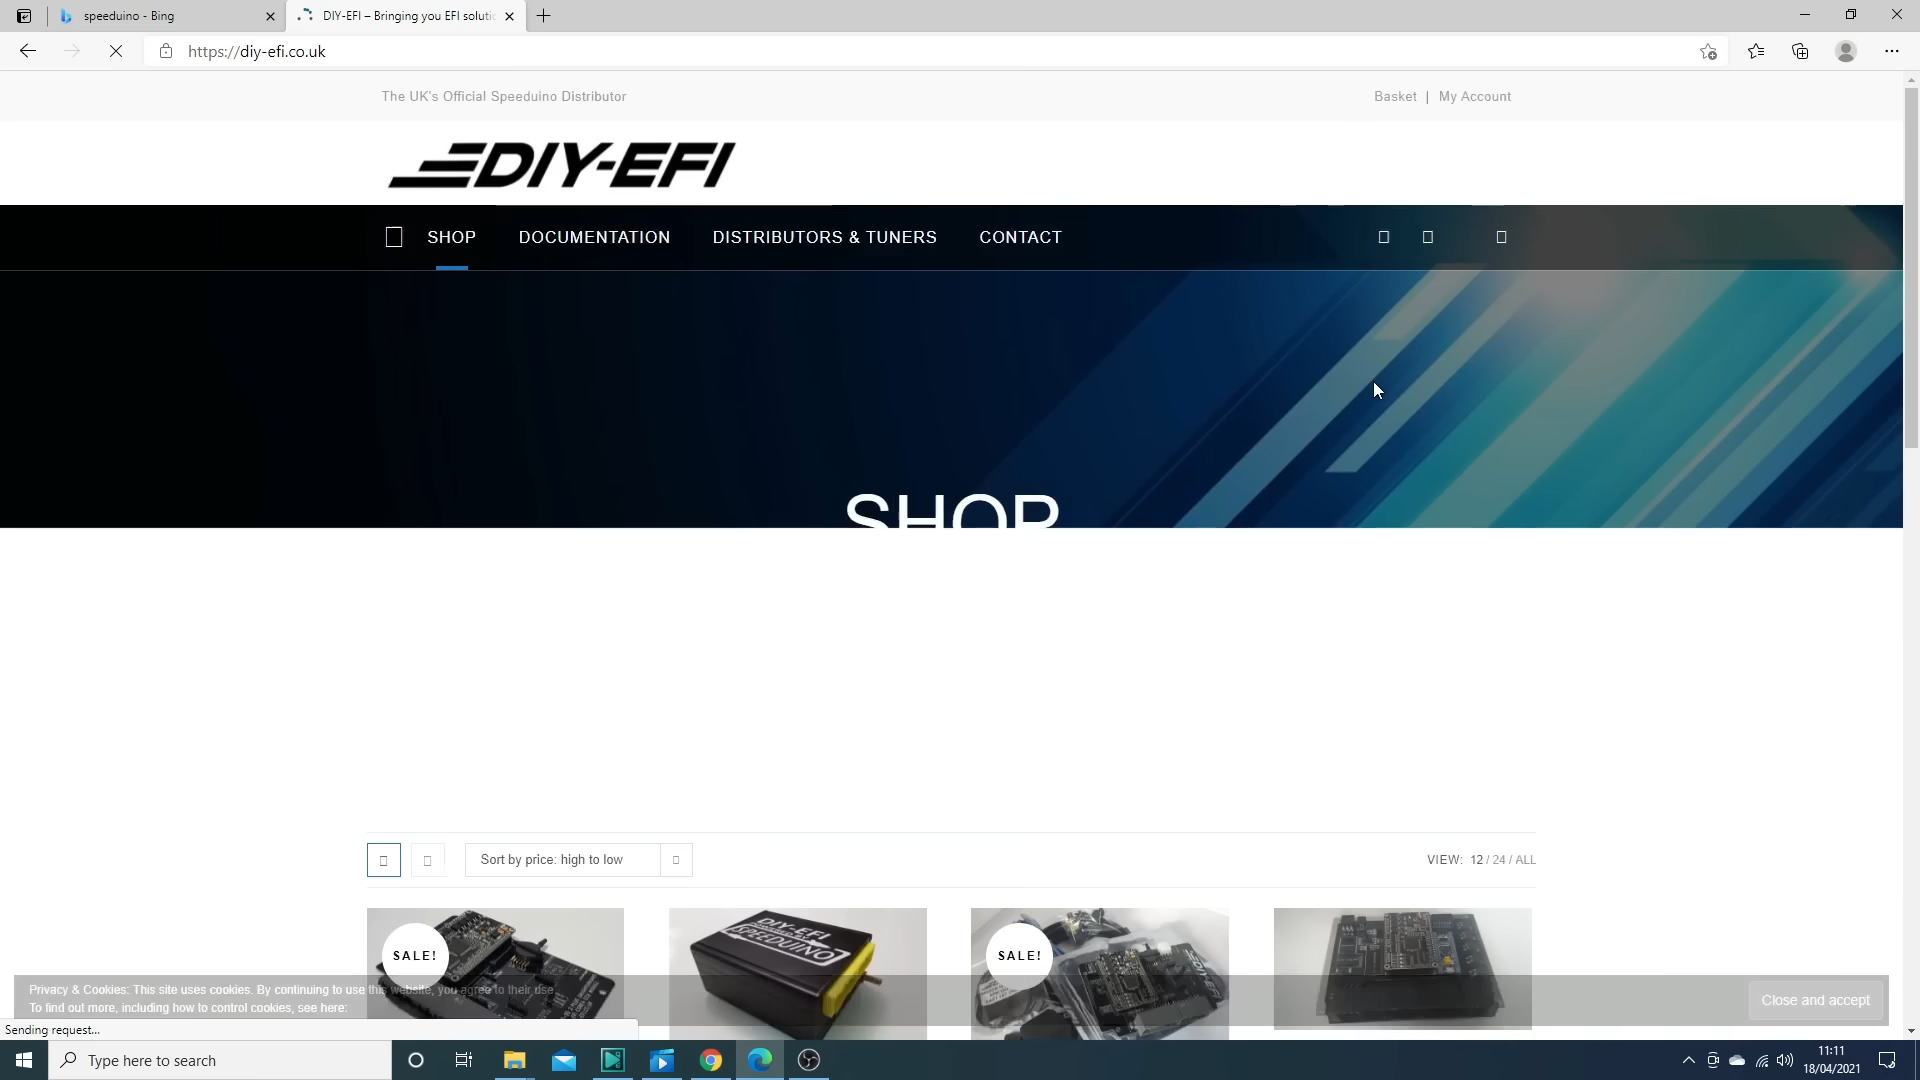 speeduino - Bing
DIY-EFI – Bringing you EFI soluti
https://diy-efi.co.uk
The UK's Official Speeduino Distributor
Basket | My Account
DIY-EFI
SHOP
DOCUMENTATION
DISTRIBUTORS & TUNERS
CONTACT
SHOP
Sort by price: high to low
VIEW: 12 / 24 / ALL
SALE!
DIY-EFI
SPEEDUINO
SALE!
Privacy & Cookies: This site uses cookies. By continuing to use this website, you agree to their use.
To find out more, including how to control cookies, see here:
Close and accept
Sending request...
Type here to search
11:11
18/04/2021